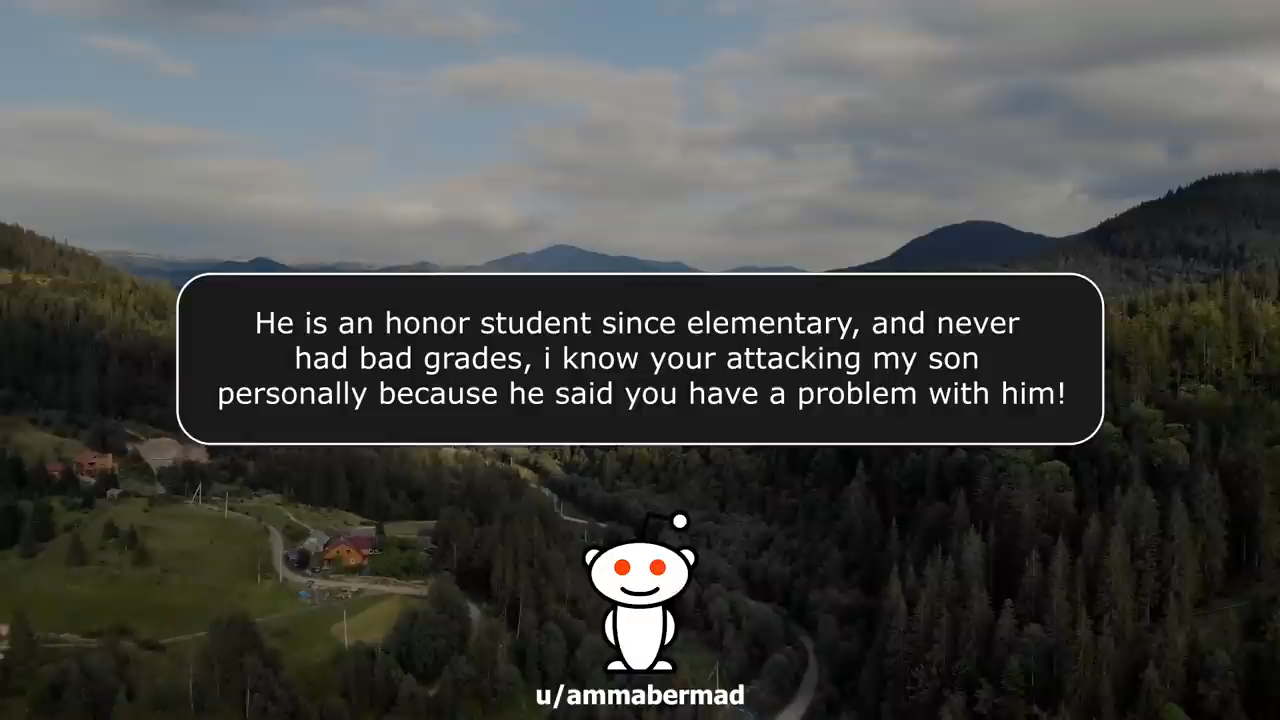 He is an honor student since elementary, and never
had bad grades, i know your attacking my son
personally because he said you have a problem with him!
u/ammabermad